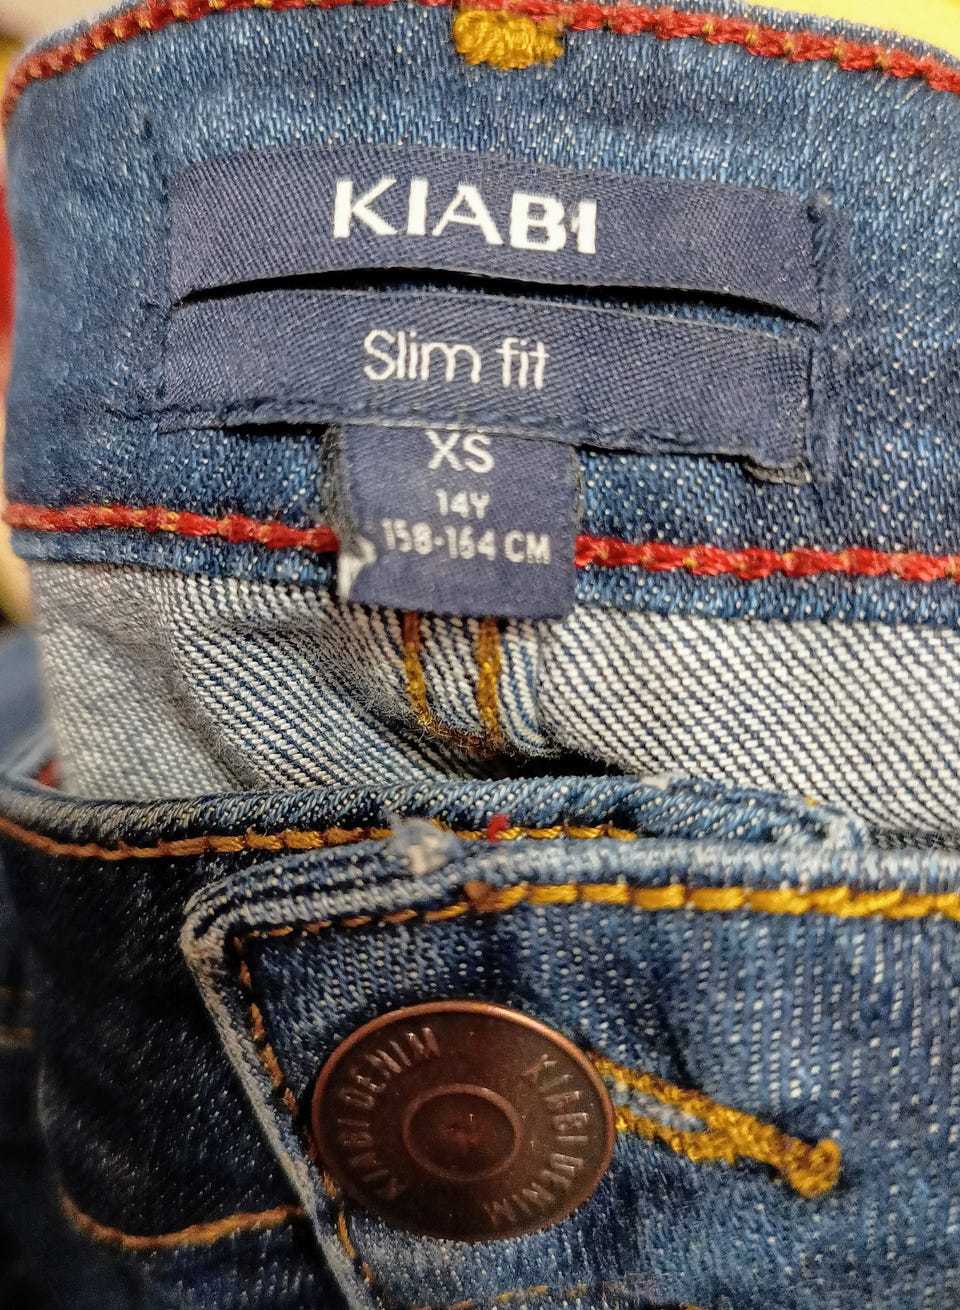 KIABI
Slim fit
XS
14Y
158-164 CM
KIABI DENIM
KIABI DENIM